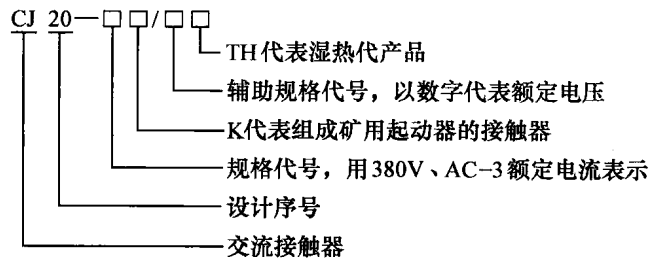 CJ 20-□□/□□
TH代表湿热代产品
辅助规格代号，以数字代表额定电压
K代表组成矿用起动器的接触器
规格代号，用380V、AC-3额定电流表示
设计序号
交流接触器